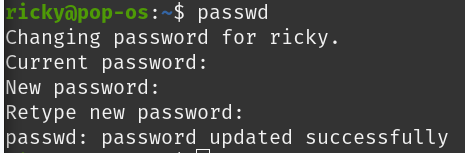 ricky@pop-os:~$ passwd
Changing password for ricky.
Current password:
New password:
Retype new password:
passwd: password updated successfully